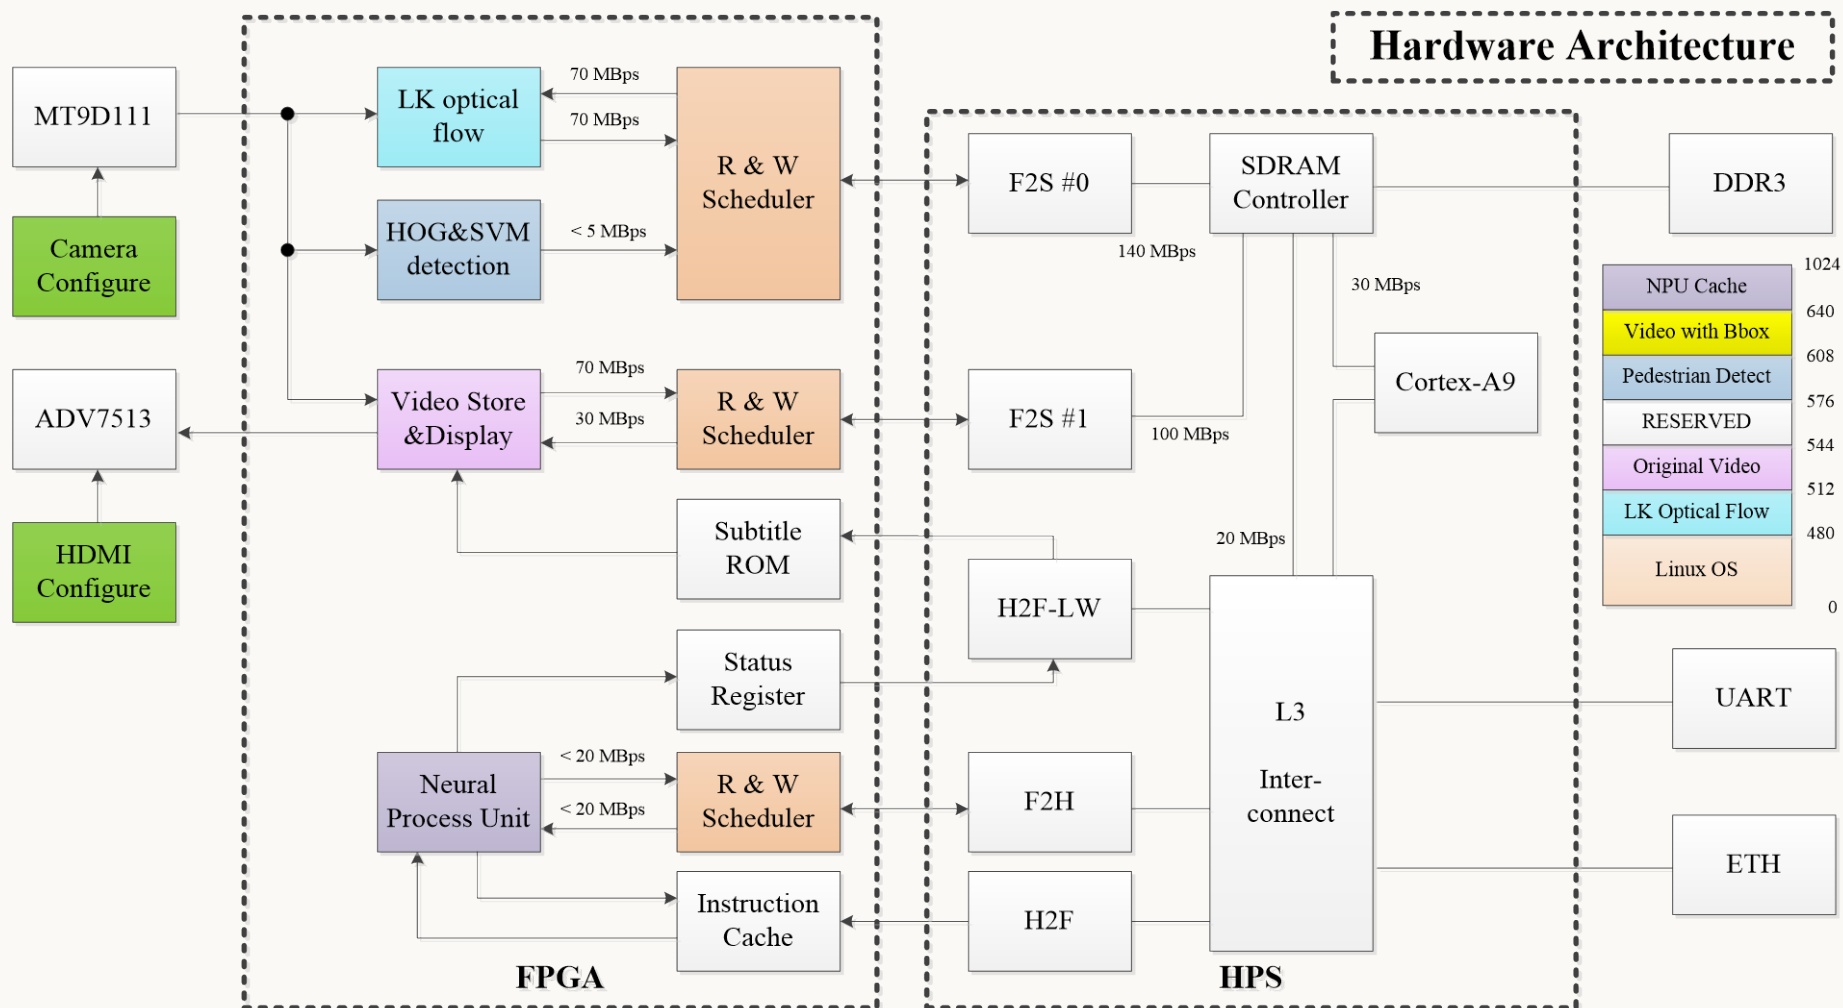 Hardware Architecture
MT9D111
Camera
Configure
ADV7513
HDMI
Configure
LK optical
flow
70 MBps
70 MBps
R & W
Scheduler
HOG&SVM
detection
< 5 MBps
Video Store
&Display
70 MBps
30 MBps
R & W
Scheduler
Subtitle
ROM
Status
Register
Neural
Process Unit
< 20 MBps
< 20 MBps
R & W
Scheduler
Instruction
Cache
FPGA
F2S #0
SDRAM
Controller
140 MBps
30 MBps
F2S #1
100 MBps
Cortex-A9
20 MBps
H2F-LW
L3
Inter-
connect
F2H
H2F
HPS
DDR3
1024
NPU Cache
640
Video with Bbox
608
Pedestrian Detect
576
RESERVED
544
Original Video
512
LK Optical Flow
480
Linux OS
0
UART
ETH